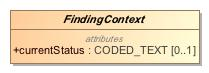 FindingContext
attributes
+currentStatus : CODED_TEXT [0..1]